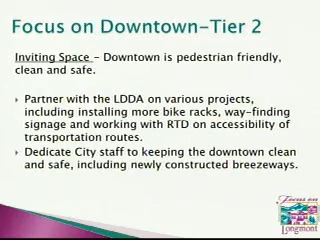 Focus on Downtown-Tier 2
Inviting Space - Downtown is pedestrian friendly,
clean and safe.
Partner with the LDDA on various projects,
including installing more bike racks, way-finding
signage and working with RTD on accessibility of
transportation routes.
Dedicate City staff to keeping the downtown clean
and safe, including newly constructed breezeways.
Focus on
Longmont